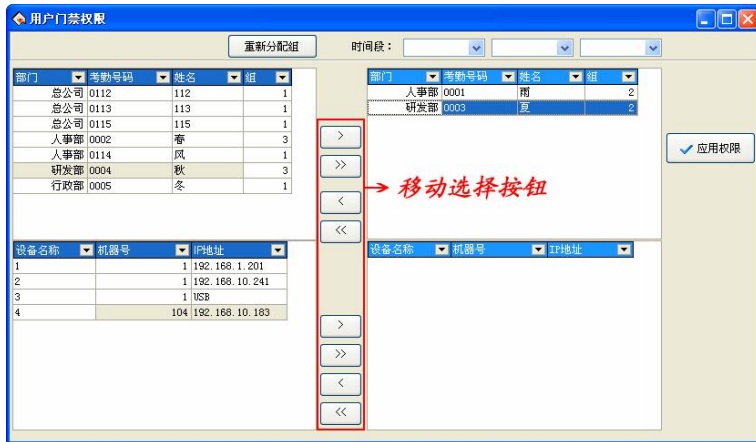 用户门禁权限
重新分配组 时间段：
部门 考勤号码 姓名 组
总公司 0112 112 1
总公司 0113 113 1
总公司 0115 115 1
人事部 0002 春 3
人事部 0114 风 1
研发部 0004 秋 3
行政部 0005 冬 1
部门 考勤号码 姓名 组
人事部 0001 雨 2
研发部 0003 夏 2
>
>>
<
<<
移动选择按钮
应用权限
设备名称 机器号 IP地址
1 1 192.168.1.201
2 1 192.168.10.241
3 1 USB
4 104 192.168.10.183
设备名称 机器号 IP地址
>
>>
<
<<